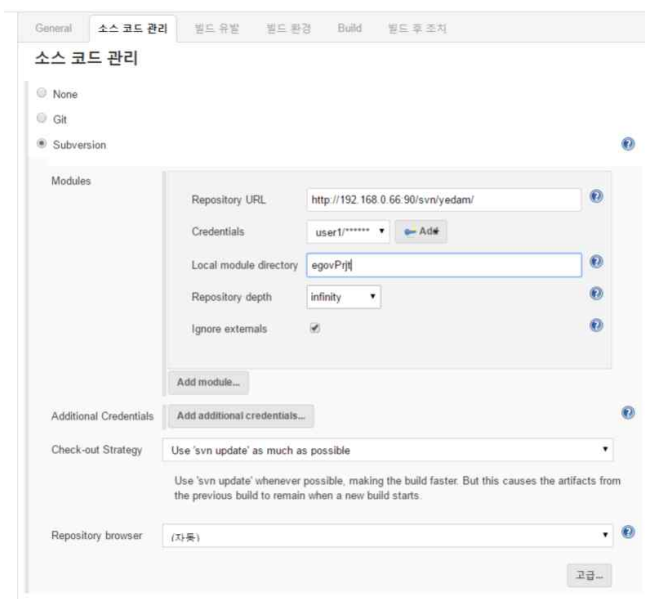 General 소스 코드 관리 빌드 유발 빌드 환경 Build 빌드 후 조치
소스 코드 관리
None
Git
Subversion
Modules
Repository URL http://192.168.0.66:90/svn/yedam/
Credentials user1/****** Add
Local module directory egovPrjt
Repository depth infinity
Ignore externals
Add module...
Additional Credentials Add additional credentials...
Check-out Strategy Use 'svn update' as much as possible
Use 'svn update' whenever possible, making the build faster. But this causes the artifacts from
the previous build to remain when a new build starts.
Repository browser (자동)
고급...